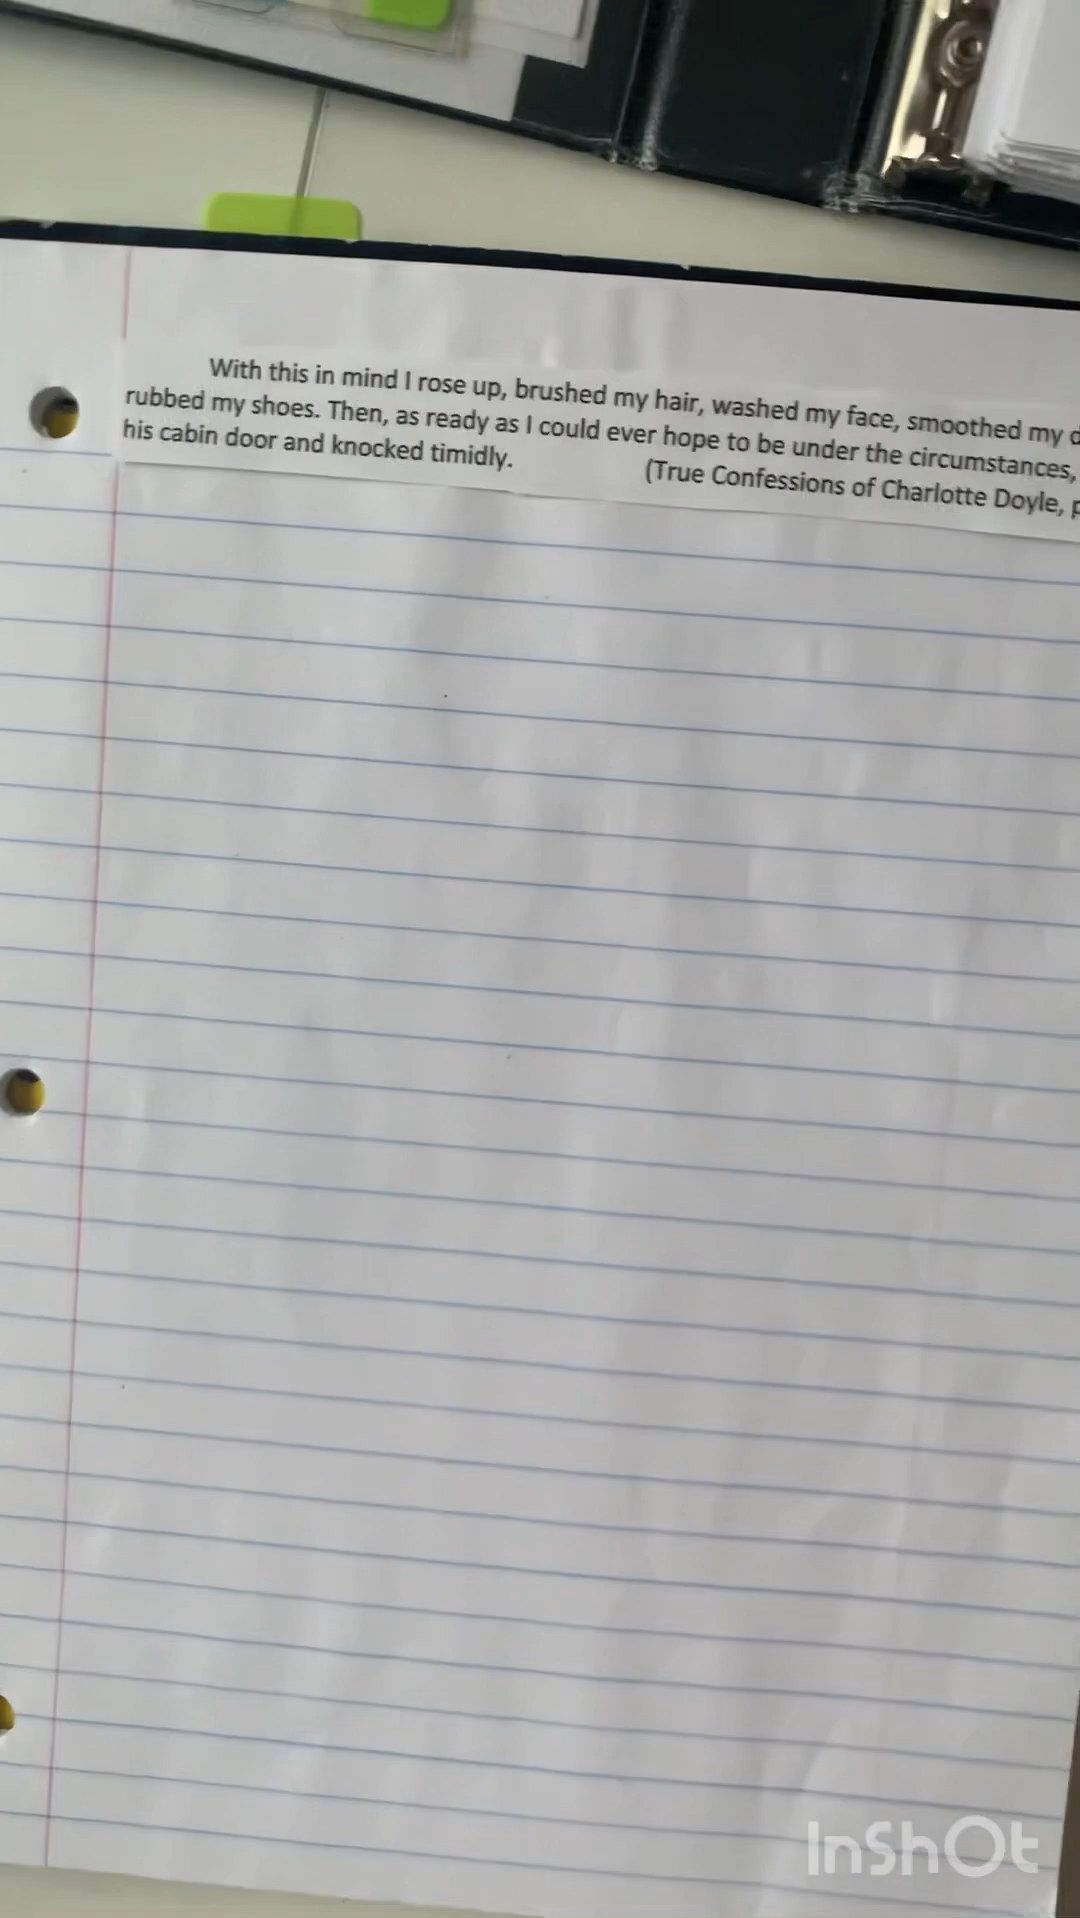 With this in mind I rose up, brushed my hair, washed my face, smoothed my
rubbed my shoes. Then, as ready as I could ever hope to be under the circumstances,
his cabin door and knocked timidly.
(True Confessions of Charlotte Doyle,
InShOt